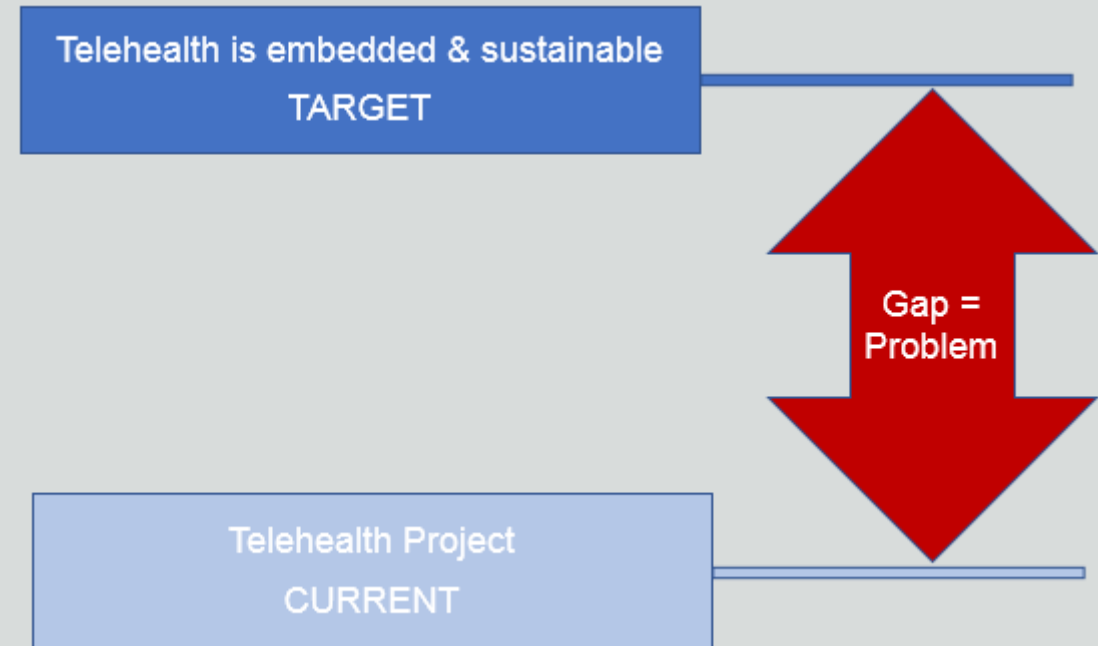 Telehealth is embedded & sustainable
TARGET
Gap =
Problem
Telehealth Project
CURRENT